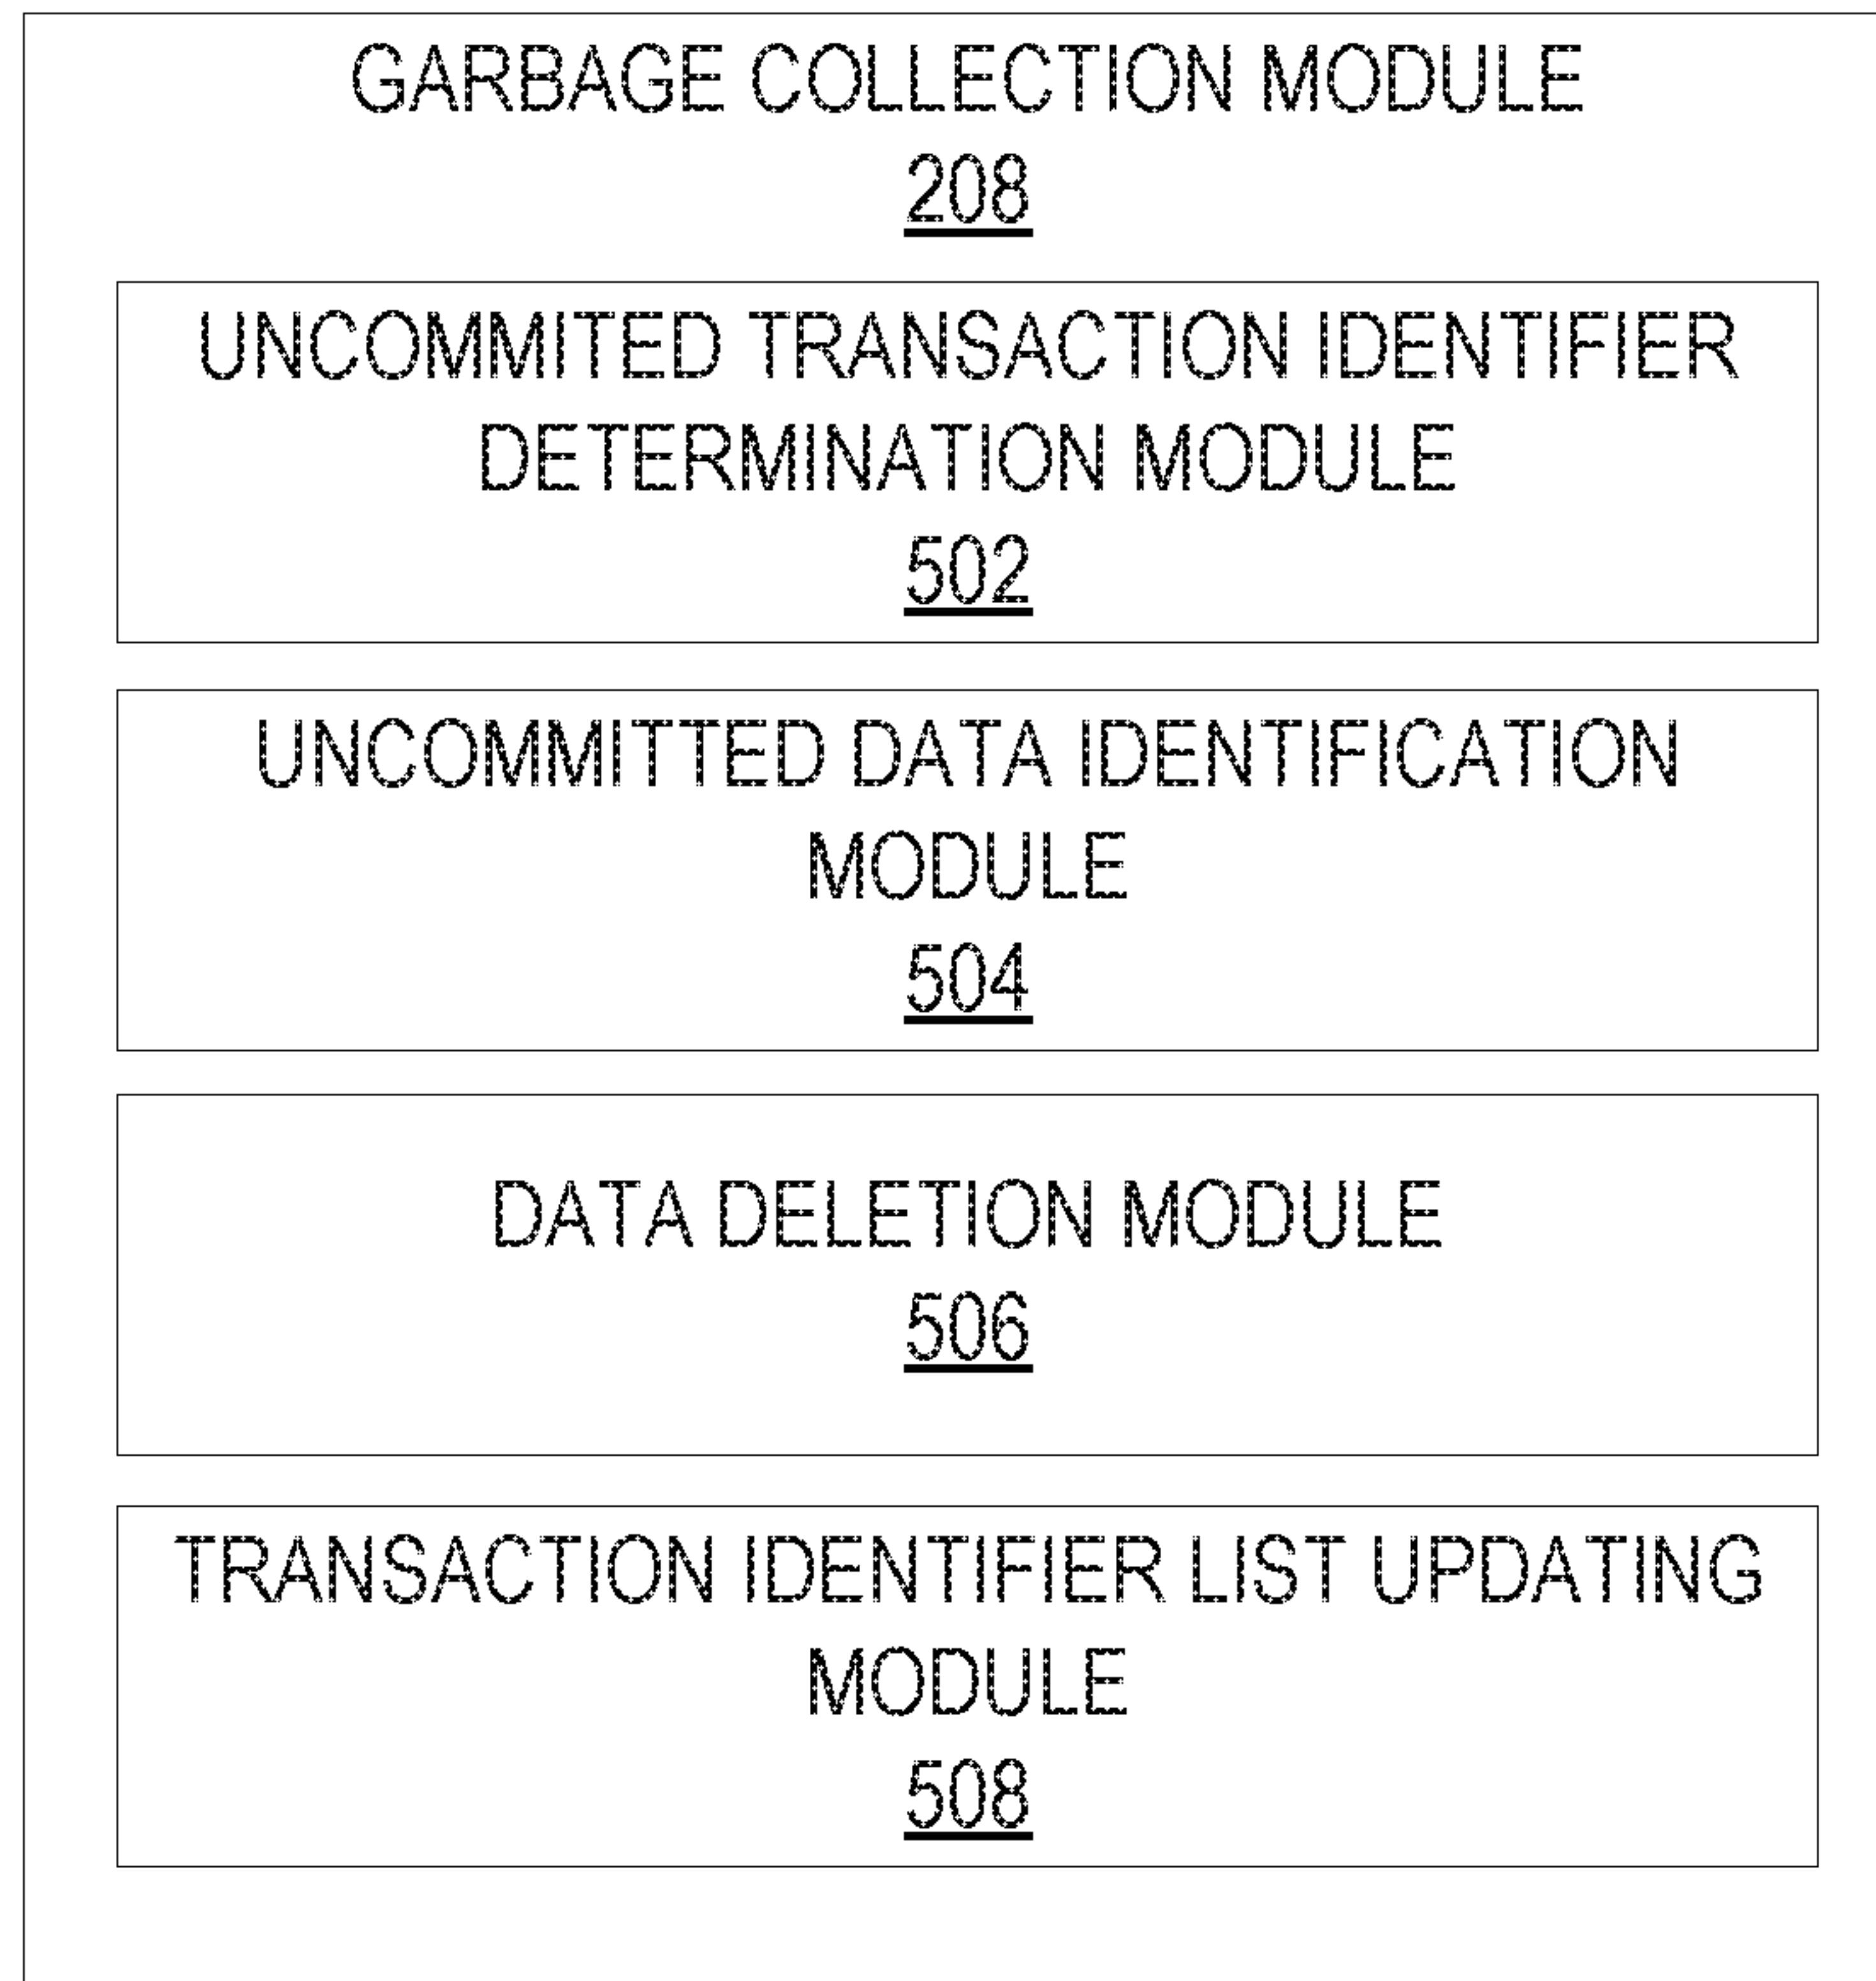 GARBAGE COLLECTION MODULE
208
UNCOMMITED TRANSACTION IDENTIFIER
DETERMINATION MODULE
502
UNCOMMITTED DATA IDENTIFICATION
MODULE
504
DATA DELETION MODULE
506
TRANSACTION IDENTIFIER LIST UPDATING
MODULE
508